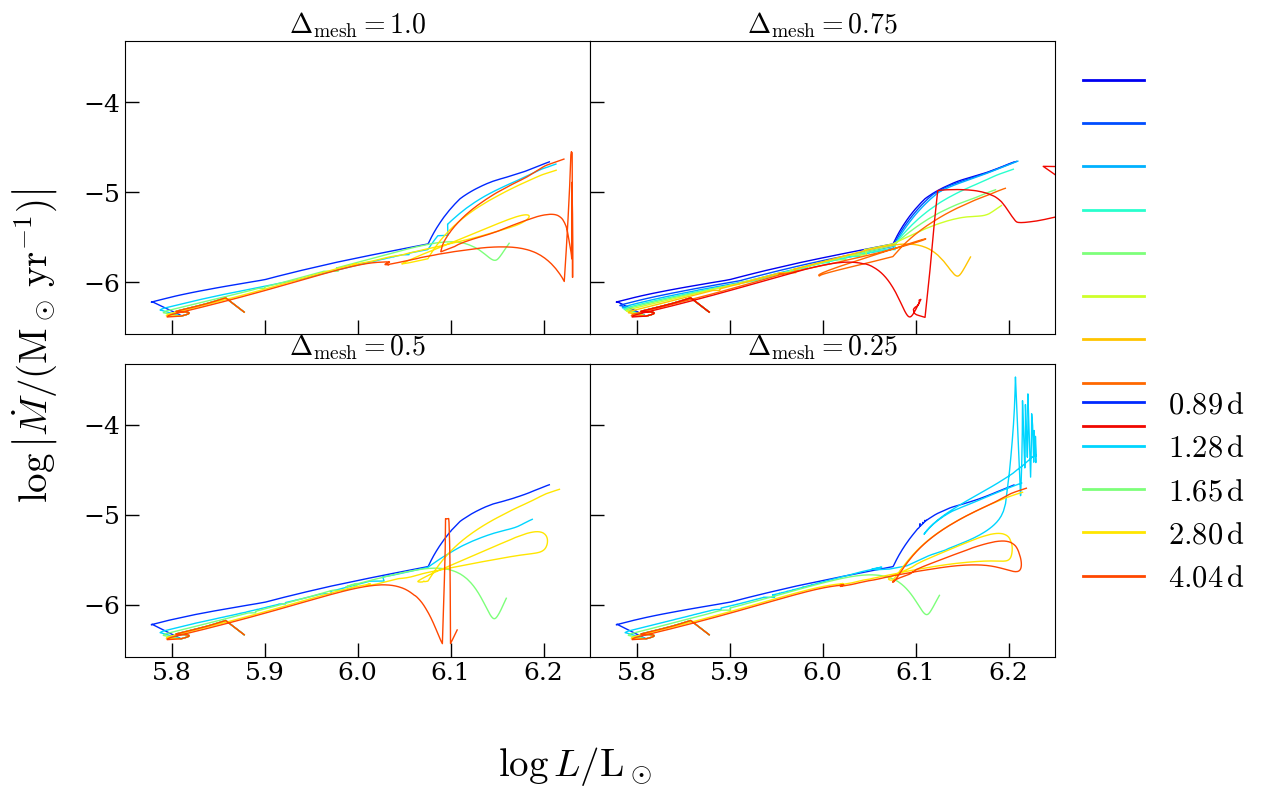 Δmesh = 1.0
Δmesh = 0.75
−4
−5
−6
Δmesh = 0.5
Δmesh = 0.25
−4
−5
−6
5.8 5.9 6.0 6.1 6.2
5.8 5.9 6.0 6.1 6.2
log |Ṁ/(M⊙ yr⁻¹)|
log L/L⊙
0.89 d
1.28 d
1.65 d
2.80 d
4.04 d